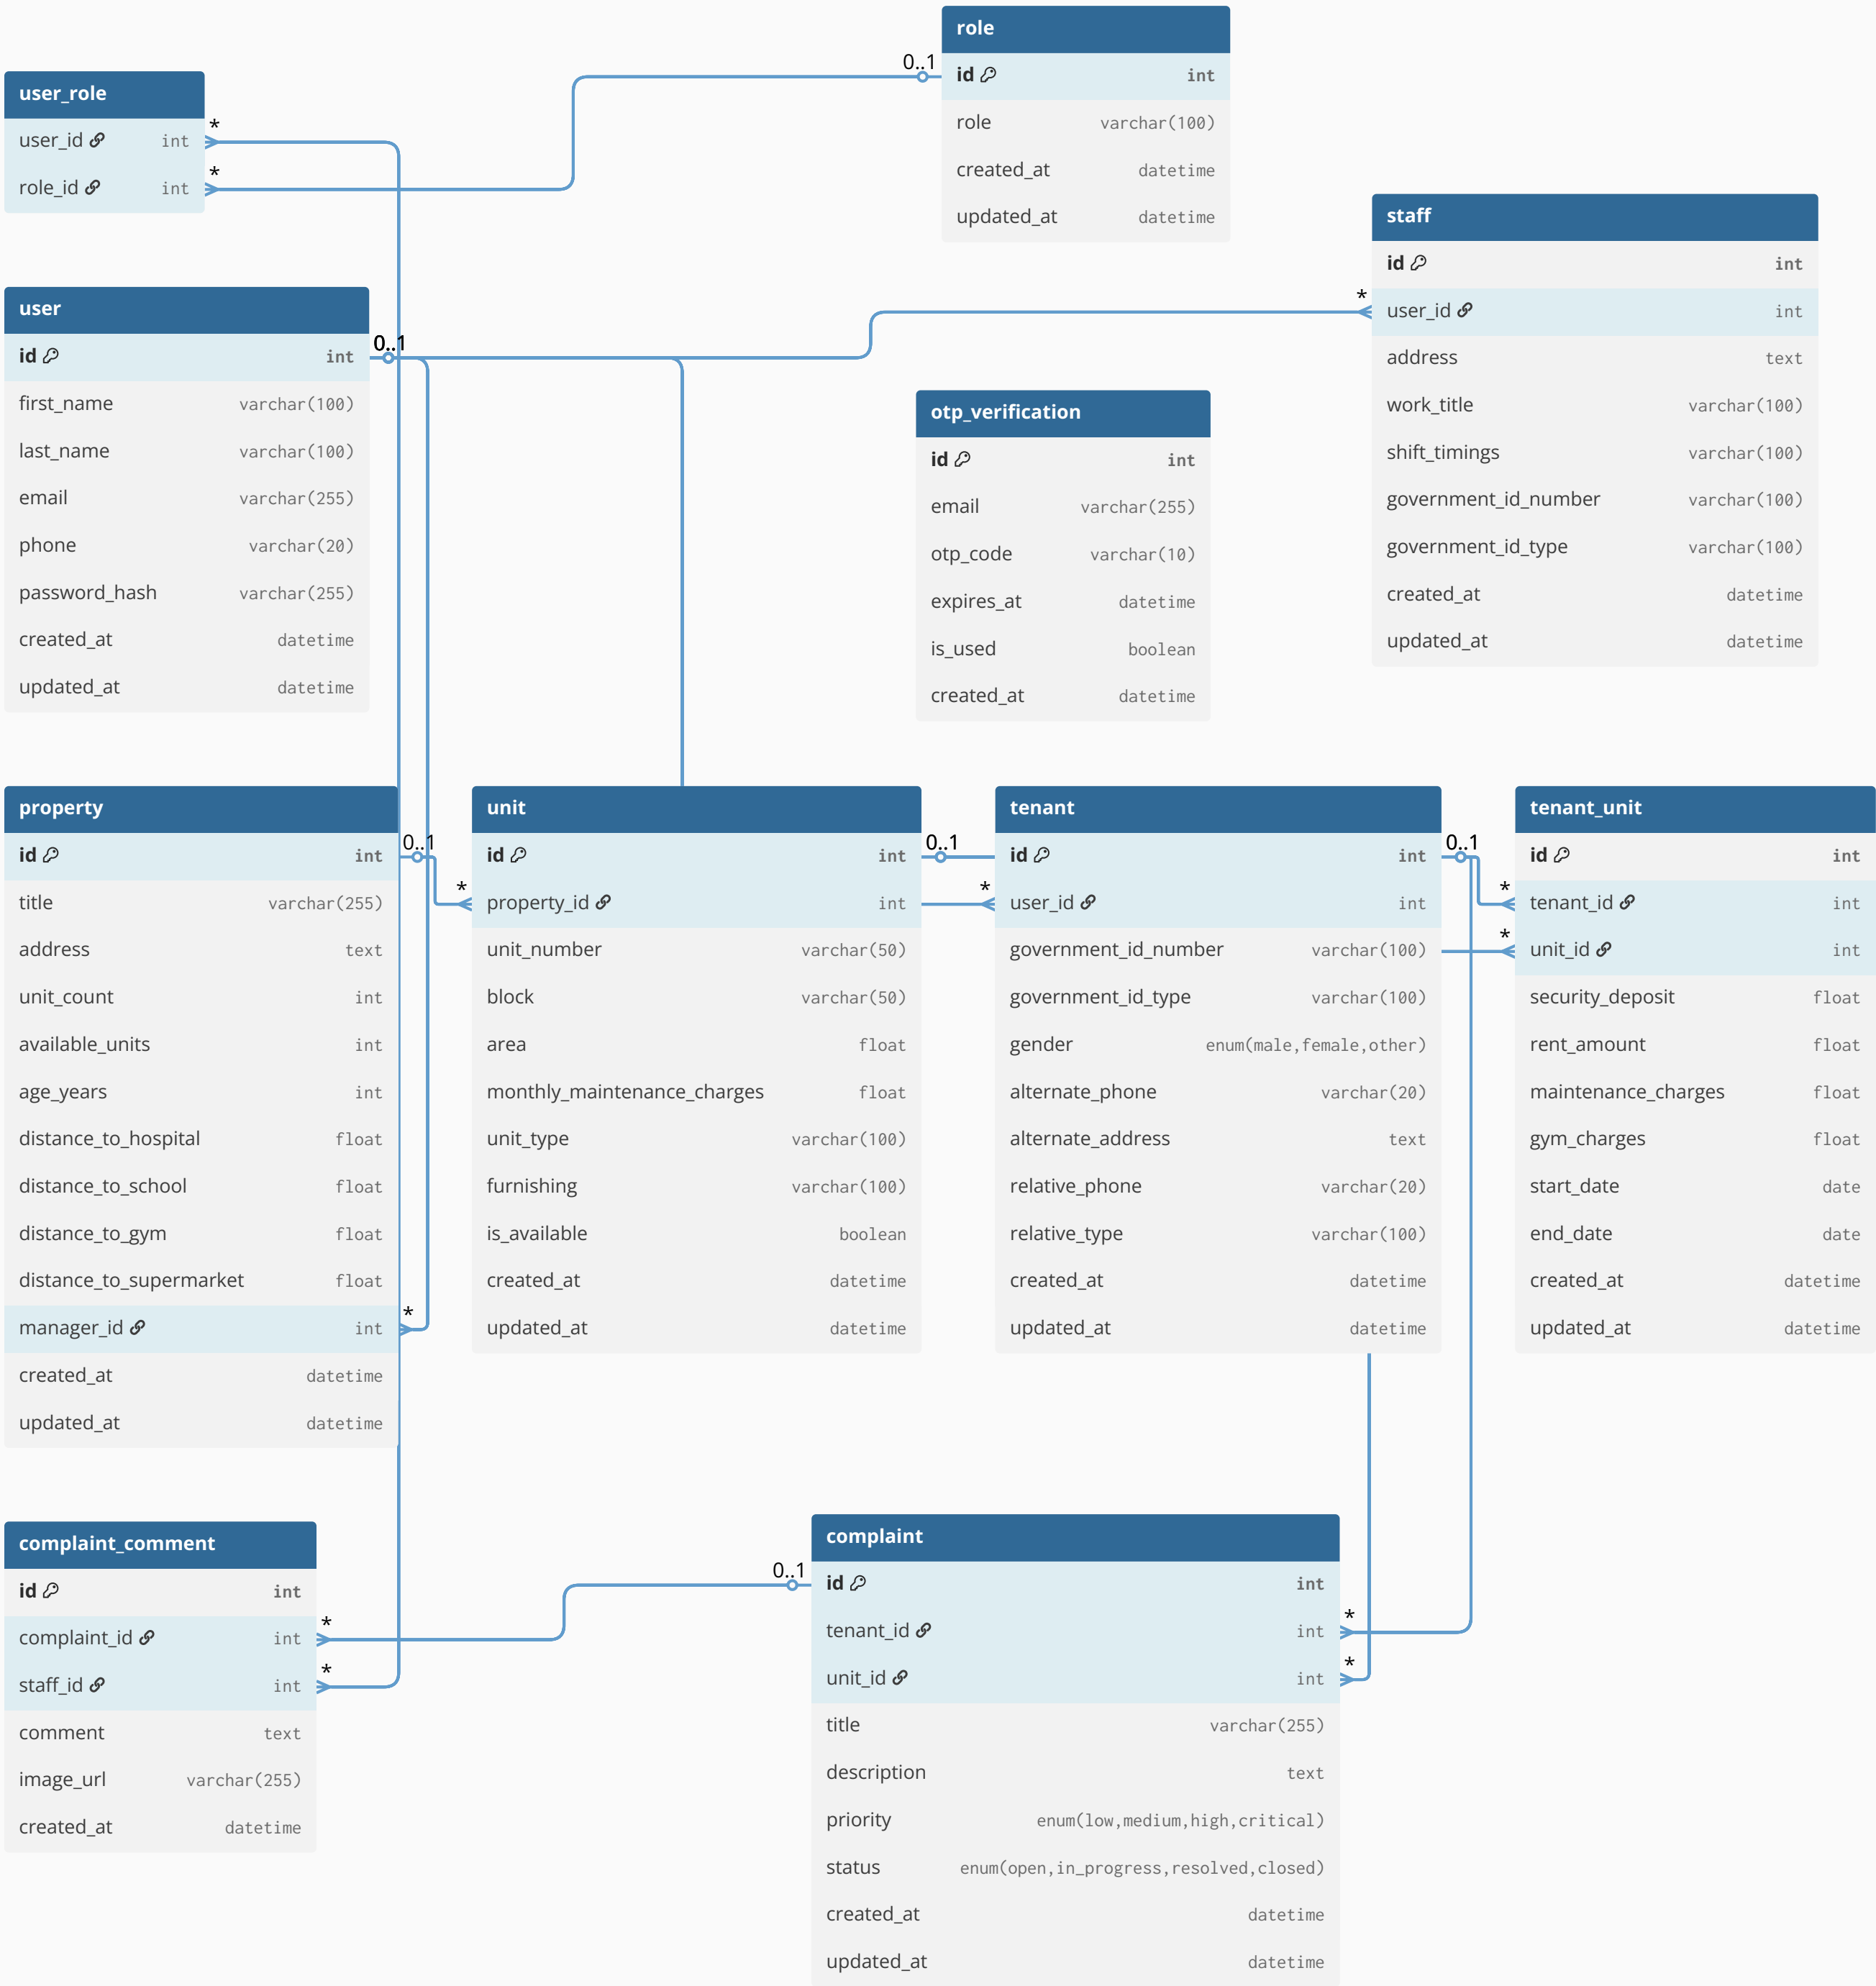 role
0..1
id int
role varchar(100)
created_at datetime
updated_at datetime
user_role
*
user_id int
*
role_id int
staff
id int
*
user_id int
address text
work_title varchar(100)
shift_timings varchar(100)
government_id_number varchar(100)
government_id_type varchar(100)
created_at datetime
updated_at datetime
user
0..1
id int
first_name varchar(100)
last_name varchar(100)
email varchar(255)
phone varchar(20)
password_hash varchar(255)
created_at datetime
updated_at datetime
otp_verification
id int
email varchar(255)
otp_code varchar(10)
expires_at datetime
is_used boolean
created_at datetime
property
0..1
id int
title varchar(255)
address text
unit_count int
available_units int
age_years int
distance_to_hospital float
distance_to_school float
distance_to_gym float
distance_to_supermarket float
*
manager_id int
created_at datetime
updated_at datetime
unit
0..1
id int
*
property_id int
unit_number varchar(50)
block varchar(50)
area float
monthly_maintenance_charges float
unit_type varchar(100)
furnishing varchar(100)
is_available boolean
created_at datetime
updated_at datetime
tenant
0..1
id int
*
user_id int
government_id_number varchar(100)
government_id_type varchar(100)
gender enum(male,female,other)
alternate_phone varchar(20)
alternate_address text
relative_phone varchar(20)
relative_type varchar(100)
created_at datetime
updated_at datetime
tenant_unit
id int
*
tenant_id int
*
unit_id int
security_deposit float
rent_amount float
maintenance_charges float
gym_charges float
start_date date
end_date date
created_at datetime
updated_at datetime
complaint_comment
id int
*
complaint_id int
*
staff_id int
comment text
image_url varchar(255)
created_at datetime
complaint
0..1
id int
*
tenant_id int
*
unit_id int
title varchar(255)
description text
priority enum(low,medium,high,critical)
status enum(open,in_progress,resolved,closed)
created_at datetime
updated_at datetime